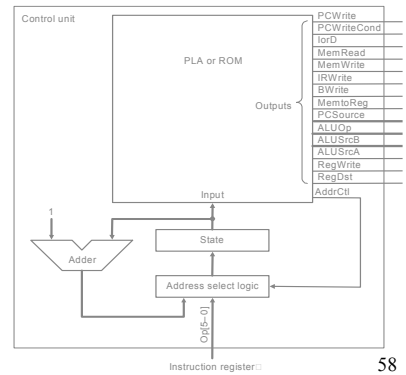 Control unit
PLA or ROM
Outputs
PCWrite
PCWriteCond
IorD
MemRead
MemWrite
IRWrite
BWrite
MemtoReg
PCSource
ALUOp
ALUSrcB
ALUSrcA
RegWrite
RegDst
AddrCtl
Input
1
State
Adder
Address select logic
Op[5–0]
Instruction register
58